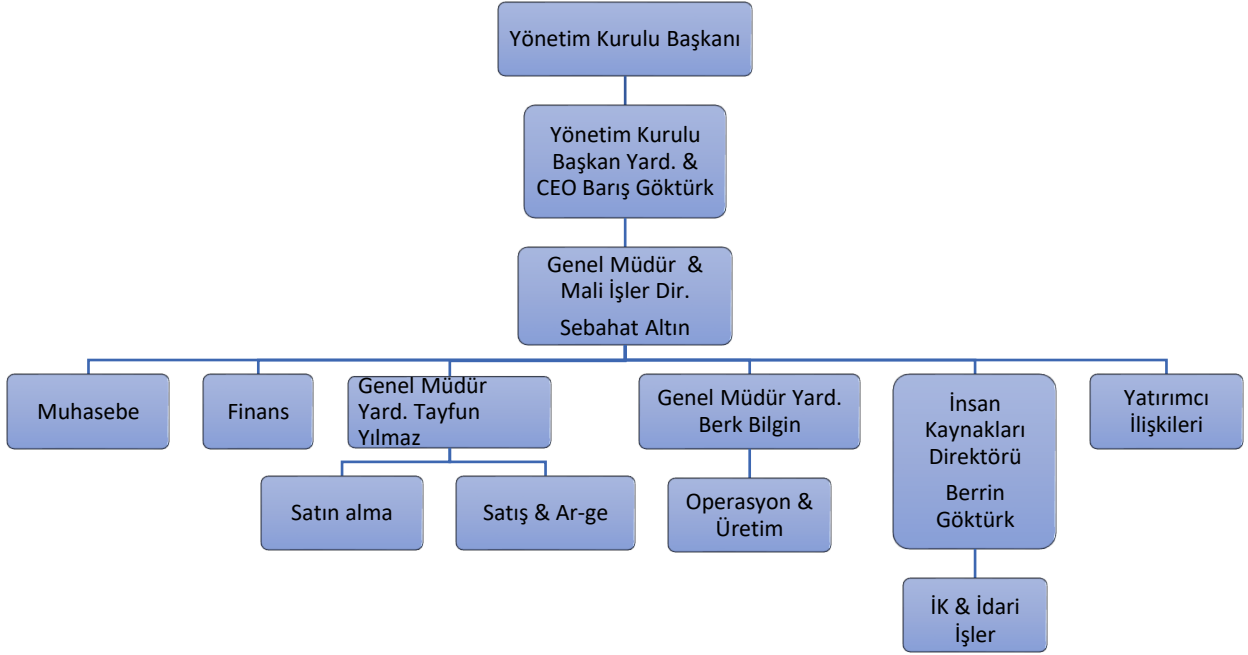 Yönetim Kurulu Başkanı
Yönetim Kurulu
Başkan Yard. &
CEO Barış Göktürk
Genel Müdür &
Mali İşler Dir.
Sebahat Altın
Muhasebe
Finans
Genel Müdür
Yard. Tayfun
Yılmaz
Genel Müdür Yard.
Berk Bilgin
İnsan
Kaynakları
Direktörü
Berrin
Göktürk
Yatırımcı
İlişkileri
Satın alma
Satış & Ar-ge
Operasyon &
Üretim
İK & İdari
İşler